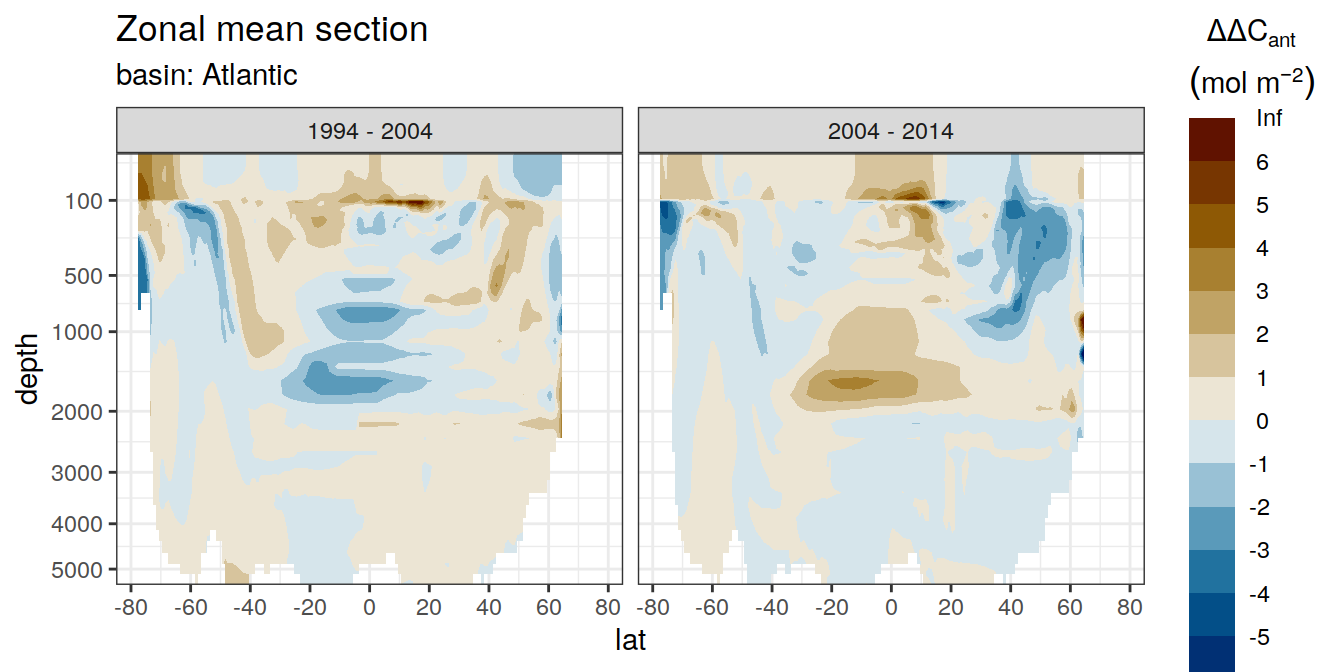 Zonal mean section
basin: Atlantic
1994 - 2004
2004 - 2014
depth
100
500
1000
2000
3000
4000
5000
-80 -60 -40 -20 0 20 40 60 80
-80 -60 -40 -20 0 20 40 60 80
lat
ΔΔC_ant
(mol m⁻²)
Inf
6
5
4
3
2
1
0
-1
-2
-3
-4
-5